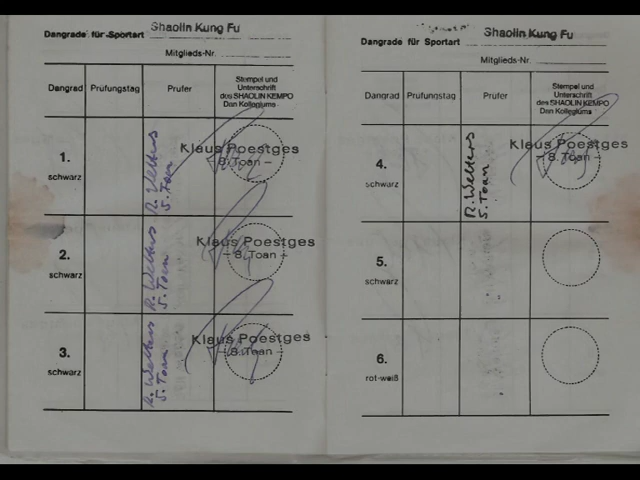 Dangrade für Sportart Shaolin Kung Fu
Mitglieds-Nr.
Dangrad Prüfungstag Prüfer Stempel und Unterschrift des SHAOLIN KEMPO Dan Kollegiums
1. schwarz
R. Welters
5. Toan
Klaus Poestges
- 8. Toan -
2. schwarz
R. Welters
5. Toan
Klaus Poestges
- 8. Toan -
3. schwarz
R. Welters
5. Toan
Klaus Poestges
- 8. Toan -
Dangrade für Sportart Shaolin Kung Fu
Mitglieds-Nr.
Dangrad Prüfungstag Prüfer Stempel und Unterschrift des SHAOLIN KEMPO Dan Kollegiums
4. schwarz
R. Welters
5. Toan
Klaus Poestges
- 8. Toan -
5. schwarz
6. rot-weiß